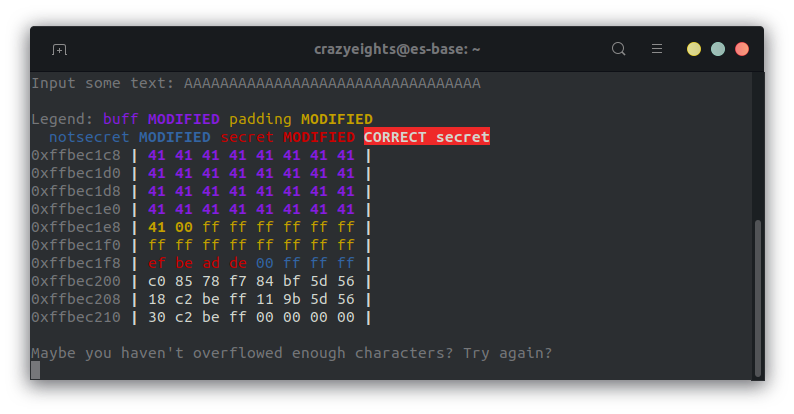 crazyeights@es-base: ~
Input some text: AAAAAAAAAAAAAAAAAAAAAAAAAAAAAAAAA
Legend: buff MODIFIED padding MODIFIED
notsecret MODIFIED secret MODIFIED CORRECT secret
0xffbec1c8 | 41 41 41 41 41 41 41 41 |
0xffbec1d0 | 41 41 41 41 41 41 41 41 |
0xffbec1d8 | 41 41 41 41 41 41 41 41 |
0xffbec1e0 | 41 41 41 41 41 41 41 41 |
0xffbec1e8 | 41 00 ff ff ff ff ff ff |
0xffbec1f0 | ff ff ff ff ff ff ff ff |
0xffbec1f8 | ef be ad de 00 ff ff ff |
0xffbec200 | c0 85 78 f7 84 bf 5d 56 |
0xffbec208 | 18 c2 be ff 11 9b 5d 56 |
0xffbec210 | 30 c2 be ff 00 00 00 00 |
Maybe you haven't overflowed enough characters? Try again?